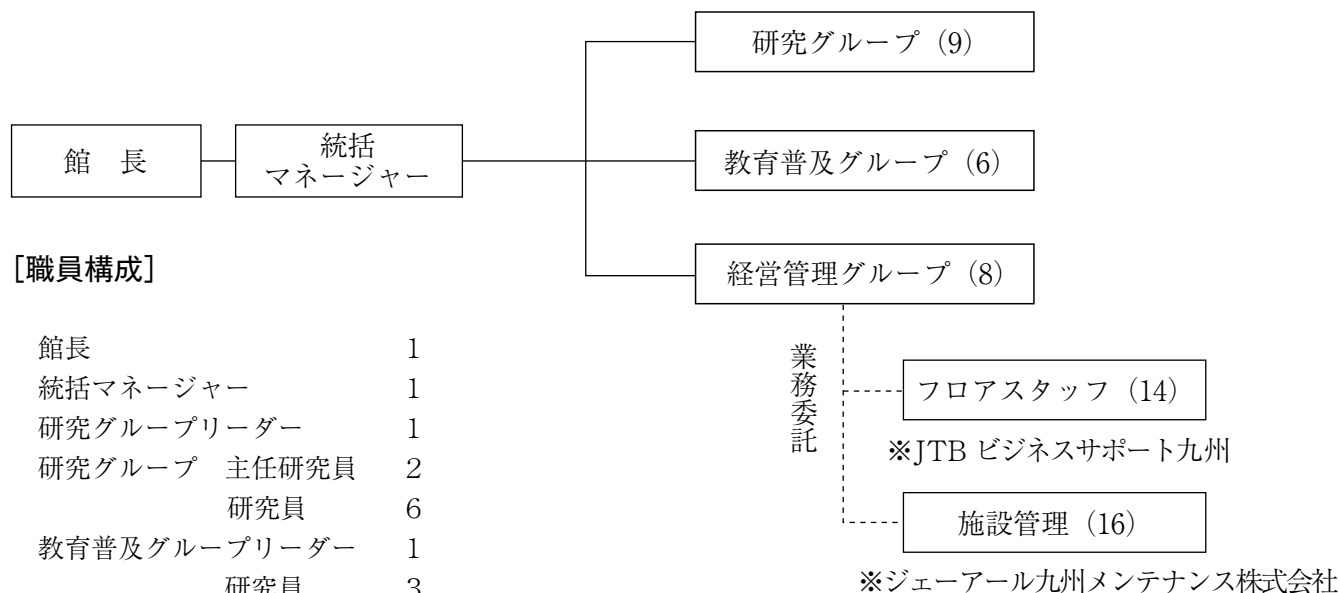 研究グループ（9）
館　長
統括
マネージャー
教育普及グループ（6）
経営管理グループ（8）
業務委託
フロアスタッフ（14）
※JTB ビジネスサポート九州
施設管理（16）
※ジェーアール九州メンテナンス株式会社
［職員構成］
館長　1
統括マネージャー　1
研究グループリーダー　1
研究グループ　主任研究員　2
研究員　6
教育普及グループリーダー　1
研究員　3